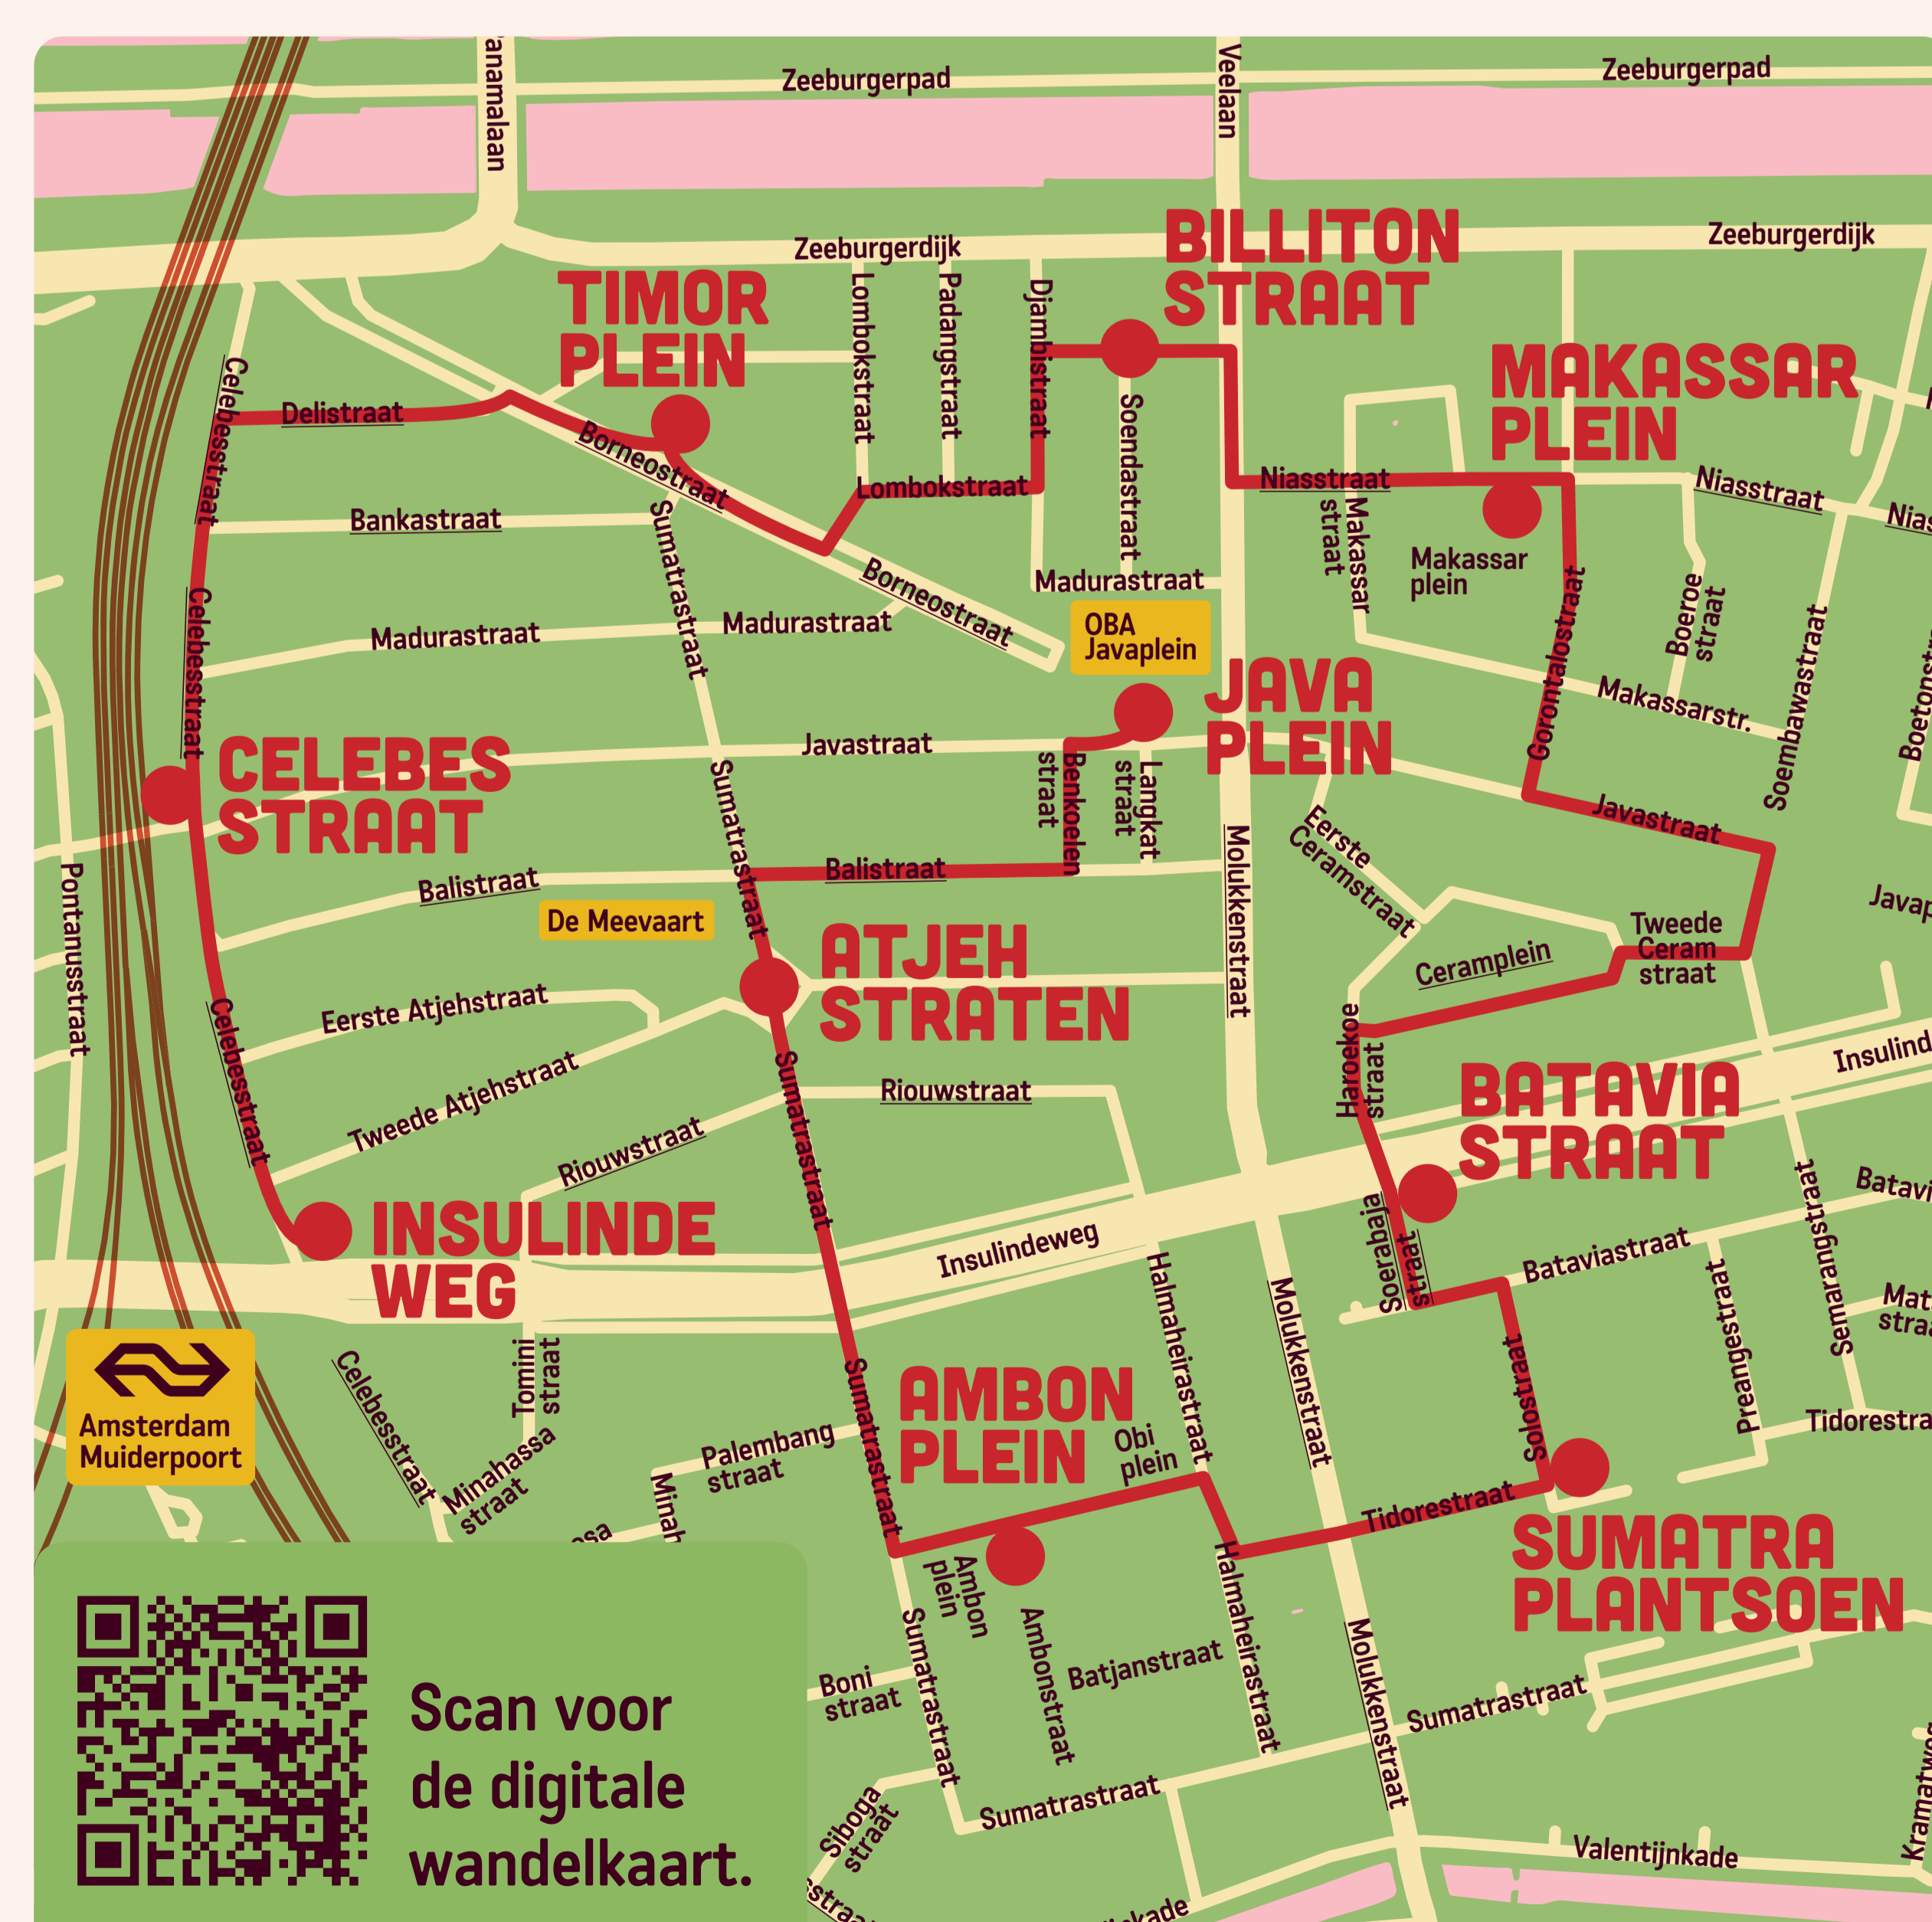 Zeeburgerpad
Zeeburgerpad
Veelaan
Zeeburgerdijk
Zeeburgerdijk
BILLITON
STRAAT
TIMOR
PLEIN
Lombokstraat
Padangstraat
Djambistraat
MAKASSAR
PLEIN
Celebesstraat
Delistraat
Borneostraat
Soendastraat
Lombokstraat
Niasstraat
Niasstraat
Bankastraat
Sumatrastraat
Makassar
straat
Makassar
plein
Borneostraat
Madurastraat
Boeroe
straat
Gorontalostraat
Celebesstraat
Madurastraat
Madurastraat
OBA
Javaplein
Soembawastraat
JAVA
PLEIN
Makassarstr.
CELEBES
STRAAT
Javastraat
Sumatrastraat
Benkoelen
straat
Langkat
straat
Javastraat
Eerste
Ceramstraat
Molukkenstraat
Pontanusstraat
Balistraat
Balistraat
De Meevaart
ATJEH
STRATEN
Tweede
Ceram
straat
Ceramplein
Eerste Atjehstraat
Celebesstraat
Haroekoe
straat
Tweede Atjehstraat
Sumatrastraat
Riouwstraat
BATAVIA
STRAAT
Riouwstraat
Semarangstraat
INSULINDE
WEG
Insulindeweg
Soerabaja
straat
Bataviastraat
Halmaheirastraat
Molukkenstraat
Preangestraat
Amsterdam
Muiderpoort
Celebesstraat
Tomini
straat
Solostraat
Sumatrastraat
AMBON
PLEIN
Obi
plein
Minahassa
straat
Palembang
straat
Tidorestraat
SUMATRA
PLANTSOEN
Ambon
plein
Halmaheirastraat
Scan voor
de digitale
wandelkaart.
Sumatrastraat
Ambonstraat
Batjanstraat
Boni
straat
Molukkenstraat
Sumatrastraat
Sumatrastraat
Siboga
straat
Valentijnkade